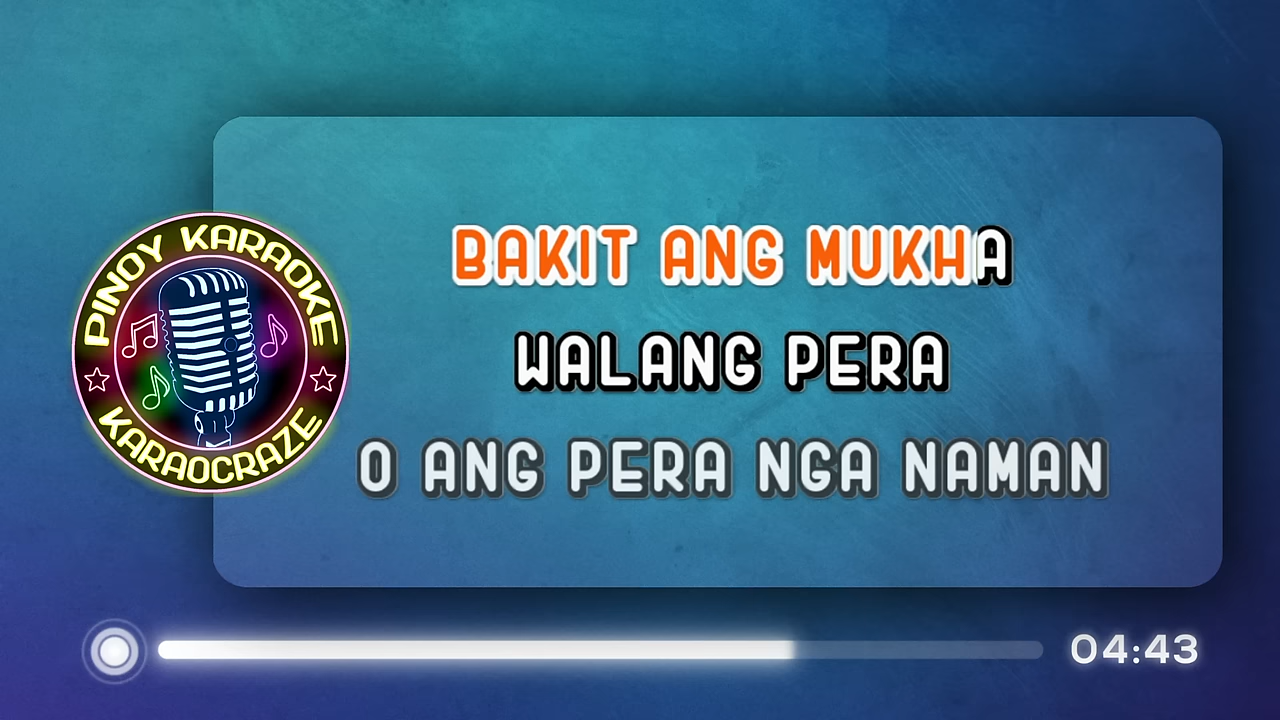 BAKIT ANG MUKHA
WALANG PERA
O ANG PERA NGA NAMAN
PINOY KARAOKE
KARAOCRAZE
04:43